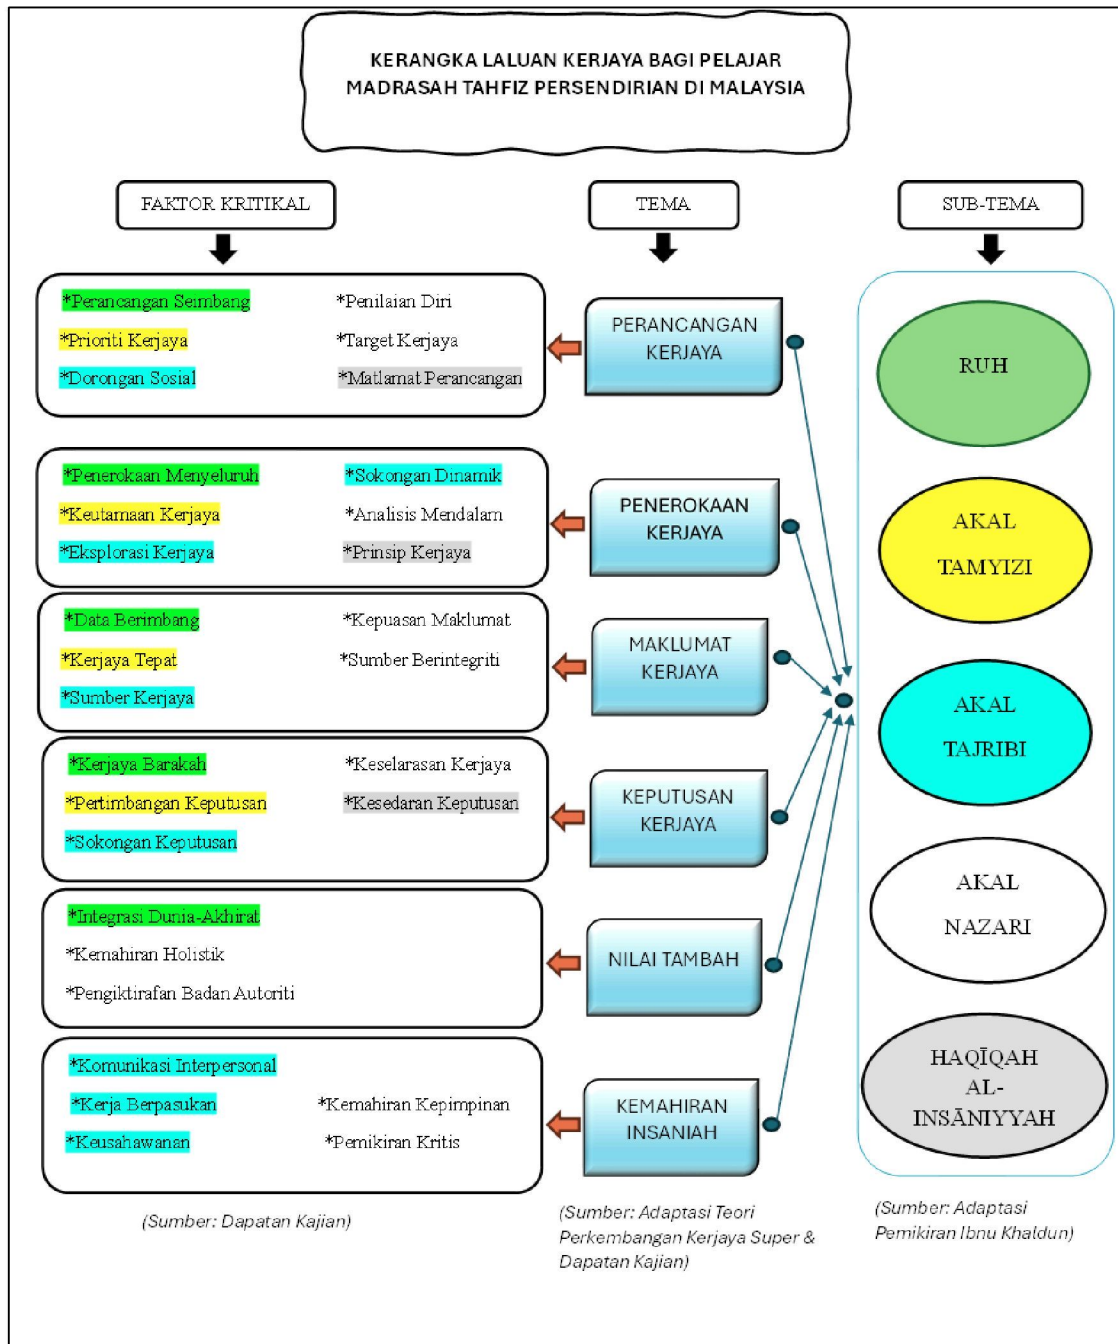 KERANGKA LALUAN KERJAYA BAGI PELAJAR
MADRASAH TAHFIZ PERSENDIRIAN DI MALAYSIA
FAKTOR KRITIKAL
TEMA
SUB-TEMA
*Perancangan Seimbang
*Penilaian Diri
*Prioriti Kerjaya
*Target Kerjaya
*Dorongan Sosial
*Matlamat Perancangan
PERANCANGAN
KERJAYA
RUH
*Penerokaan Menyeluruh
*Sokongan Dinamik
*Keutamaan Kerjaya
*Analisis Mendalam
*Eksplorasi Kerjaya
*Prinsip Kerjaya
PENEROKAAN
KERJAYA
AKAL
TAMYIZI
*Data Berimbang
*Kepuasan Maklumat
*Kerjaya Tepat
*Sumber Berintegriti
*Sumber Kerjaya
MAKLUMAT
KERJAYA
AKAL
TAJRIBI
*Kerjaya Barakah
*Keselarasan Kerjaya
*Pertimbangan Keputusan
*Kesedaran Keputusan
*Sokongan Keputusan
KEPUTUSAN
KERJAYA
AKAL
NAZARI
*Integrasi Dunia-Akhirat
*Kemahiran Holistik
*Pengiktirafan Badan Autoriti
NILAI TAMBAH
HAQĪQAH
AL-
INSĀNIYYAH
*Komunikasi Interpersonal
*Kerja Berpasukan
*Kemahiran Kepimpinan
*Keusahawanan
*Pemikiran Kritis
KEMAHIRAN
INSANIAH
(Sumber: Dapatan Kajian)
(Sumber: Adaptasi Teori
Perkembangan Kerjaya Super &
Dapatan Kajian)
(Sumber: Adaptasi
Pemikiran Ibnu Khaldun)